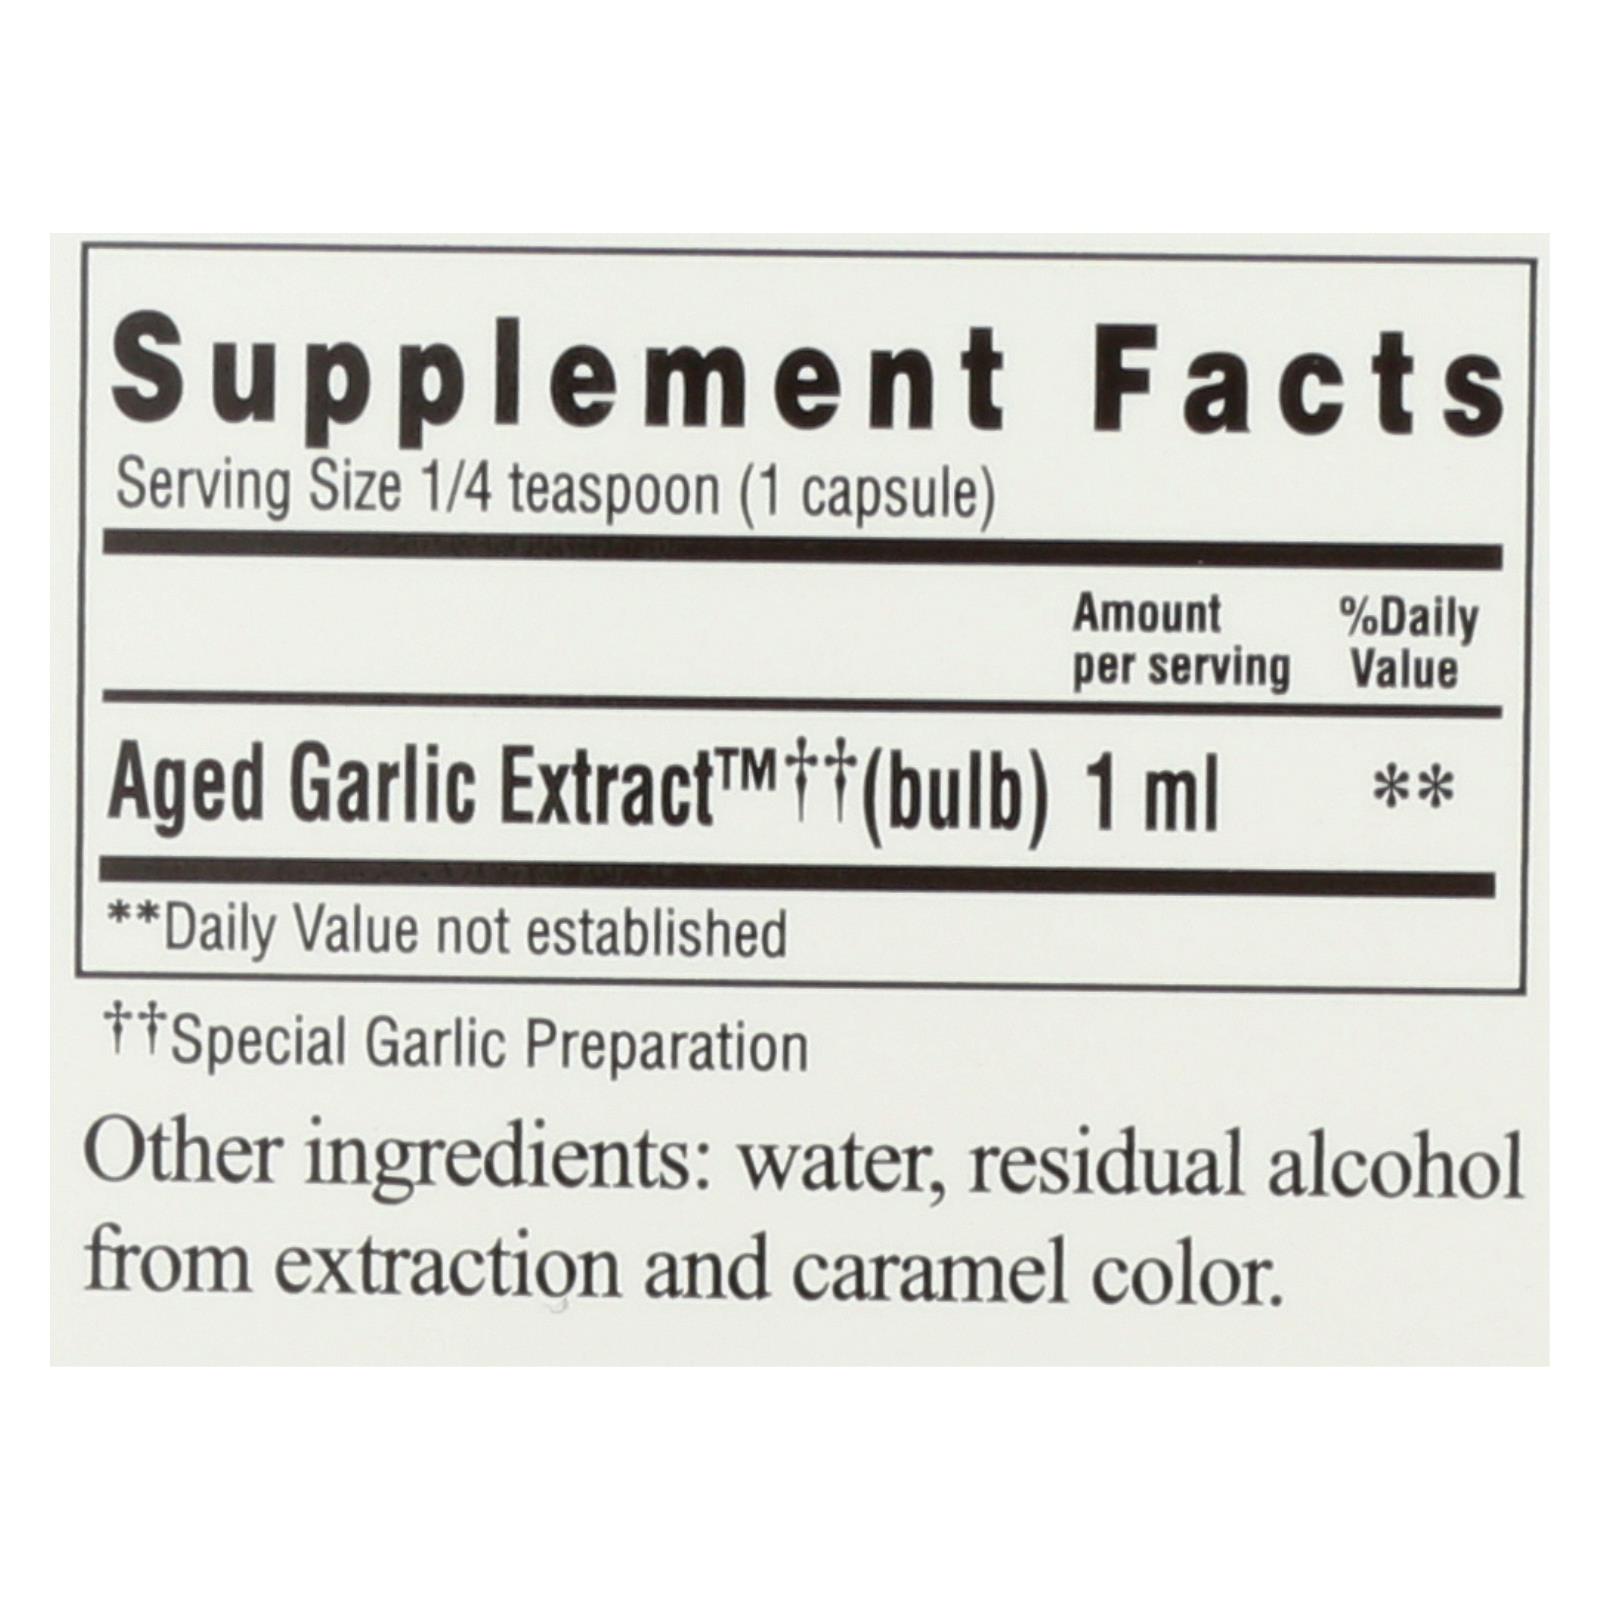 Supplement Facts
Serving Size 1/4 teaspoon (1 capsule)
Amount %Daily
per serving Value
Aged Garlic Extract™††(bulb) 1 ml **
**Daily Value not established
††Special Garlic Preparation
Other ingredients: water, residual alcohol
from extraction and caramel color.